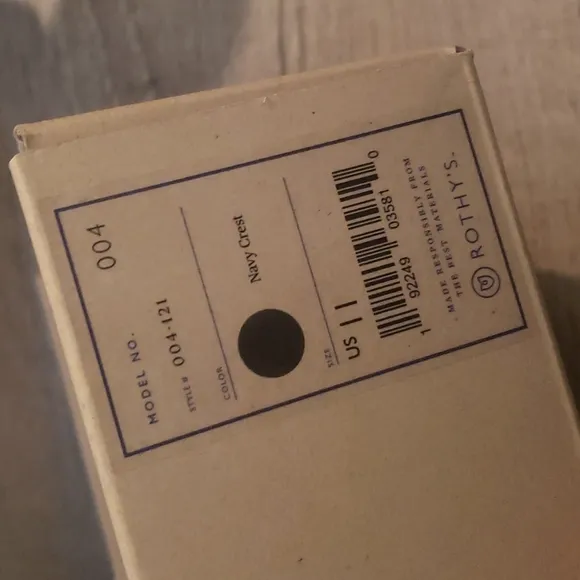 MODEL NO. 004
STYLE# 004-121
COLOR Navy Crest
SIZE
US 11
1 92249 03581 0
· MADE RESPONSIBLY FROM
THE BEST MATERIALS
ROTHY'S.